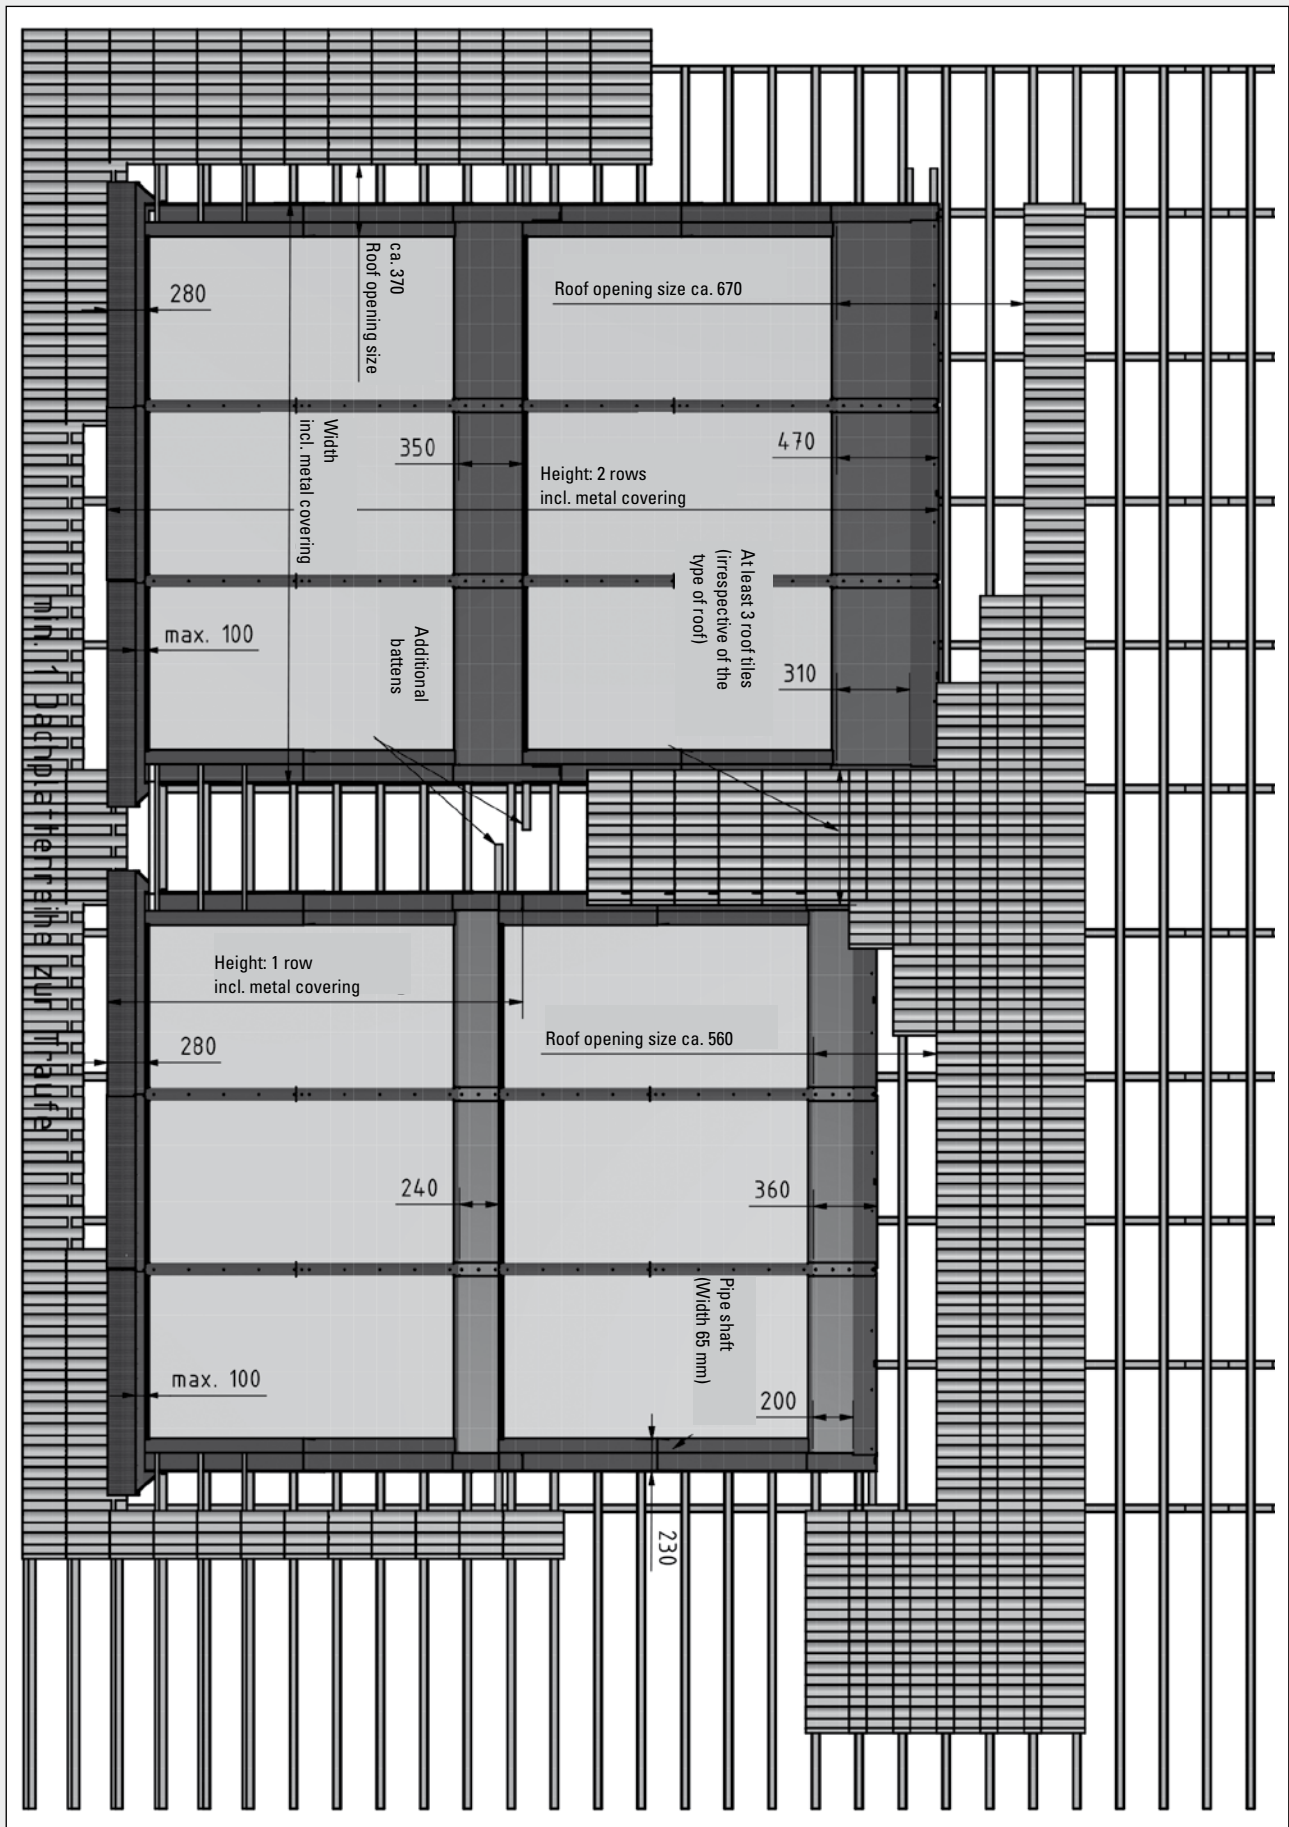 280
ca. 370
Roof opening size
Roof opening size ca. 670
Width
incl. metal covering
350
470
Height: 2 rows
incl. metal covering
At least 3 roof tiles
(irrespective of the
type of roof)
max. 100
Additional
battens
310
min. 1 Dachplattenreihe zur Traufe
Height: 1 row
incl. metal covering
280
Roof opening size ca. 560
240
360
Pipe shaft
(Width 65 mm)
max. 100
200
230